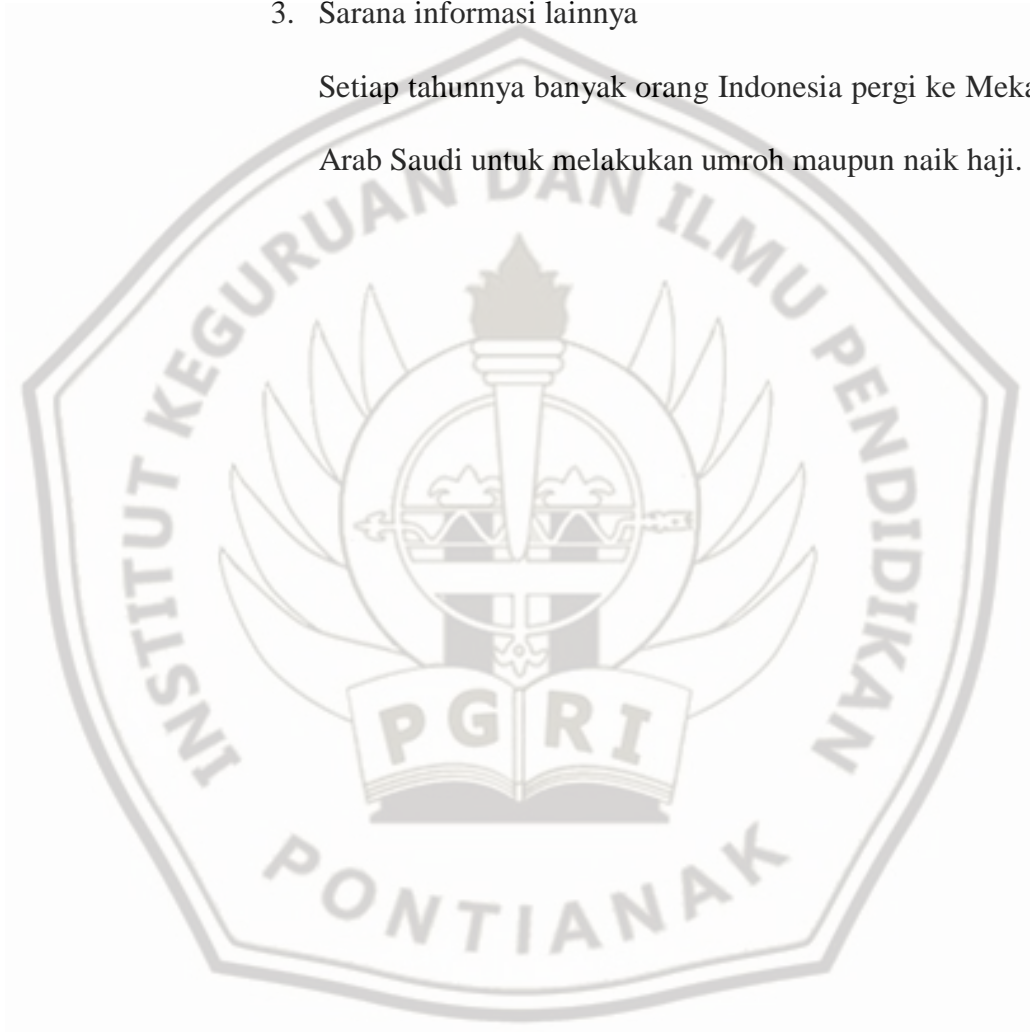 3. Sarana informasi lainnya
Setiap tahunnya banyak orang Indonesia pergi ke Meka
Arab Saudi untuk melakukan umroh maupun naik haji.
INSTITUT KEGURUAN DAN ILMU PENDIDIKAN
PGRI
PONTIANAK